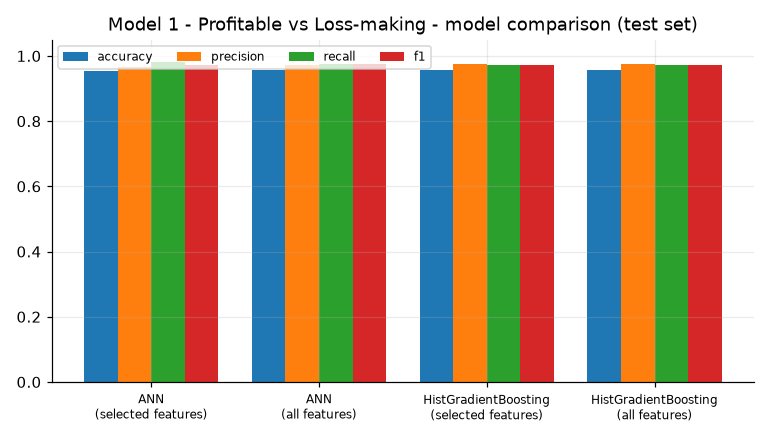 Model 1 - Profitable vs Loss-making - model comparison (test set)
accuracy precision recall f1
1.0
0.8
0.6
0.4
0.2
0.0
ANN
(selected features)
ANN
(all features)
HistGradientBoosting
(selected features)
HistGradientBoosting
(all features)